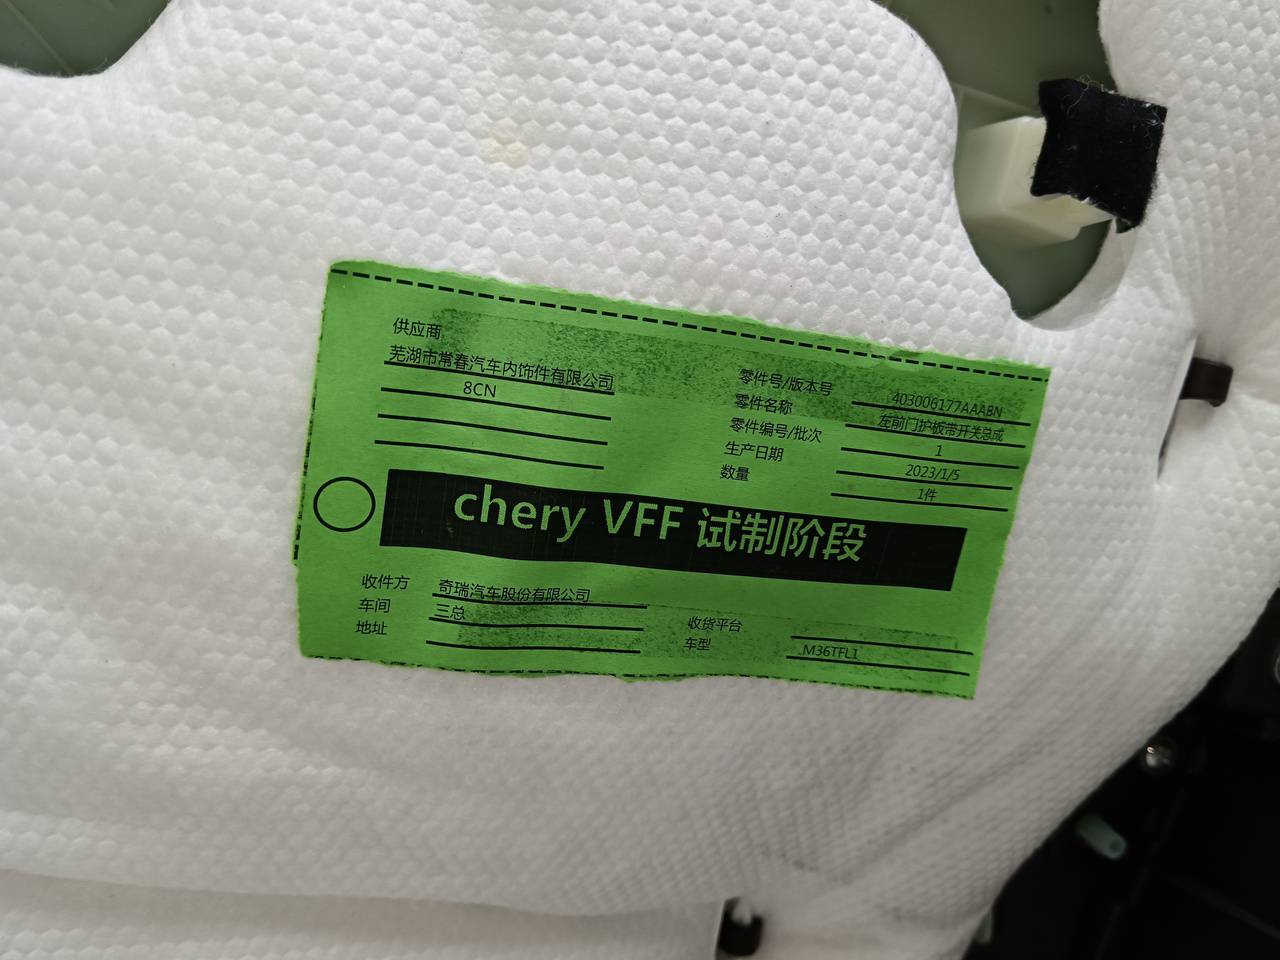 供应商
芜湖市常春汽车内饰件有限公司
8CN
零件号/版本号 403006177AAABN
零件名称 左前门护板带开关总成
零件编号/批次 1
生产日期 2023/1/5
数量 1件
chery VFF 试制阶段
收件方 奇瑞汽车股份有限公司
车间 三总
地址
收货平台
车型 M36TFL1